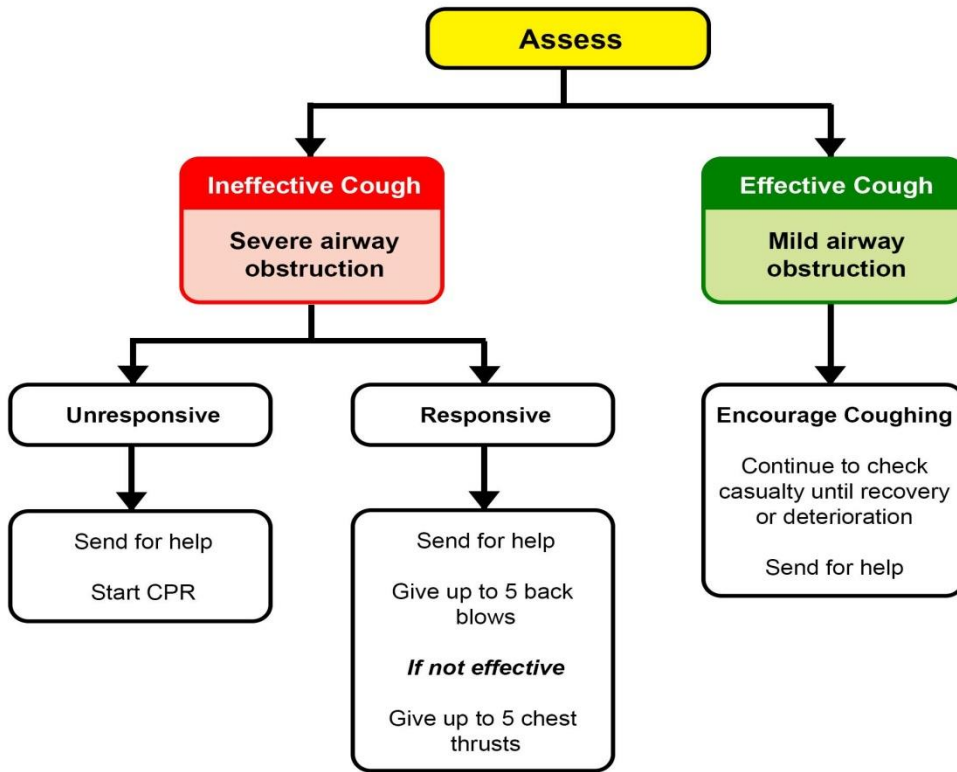 Assess
Ineffective Cough
Severe airway
obstruction
Effective Cough
Mild airway
obstruction
Unresponsive
Send for help
Start CPR
Responsive
Send for help
Give up to 5 back
blows
If not effective
Give up to 5 chest
thrusts
Encourage Coughing
Continue to check
casualty until recovery
or deterioration
Send for help